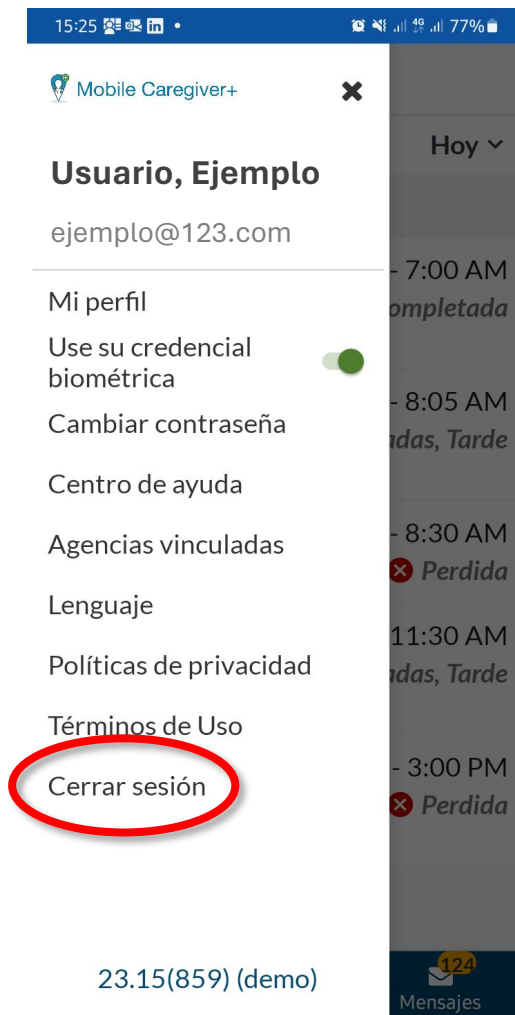 15:25
4G 77%
Mobile Caregiver+
Hoy
Usuario, Ejemplo
ejemplo@123.com
- 7:00 AM
Mi perfil
ompletada
Use su credencial
biométrica
- 8:05 AM
Cambiar contraseña
adas, Tarde
Centro de ayuda
- 8:30 AM
Agencias vinculadas
Perdida
Lenguaje
11:30 AM
Políticas de privacidad
adas, Tarde
Términos de Uso
- 3:00 PM
Cerrar sesión
Perdida
23.15(859) (demo)
124
Mensajes